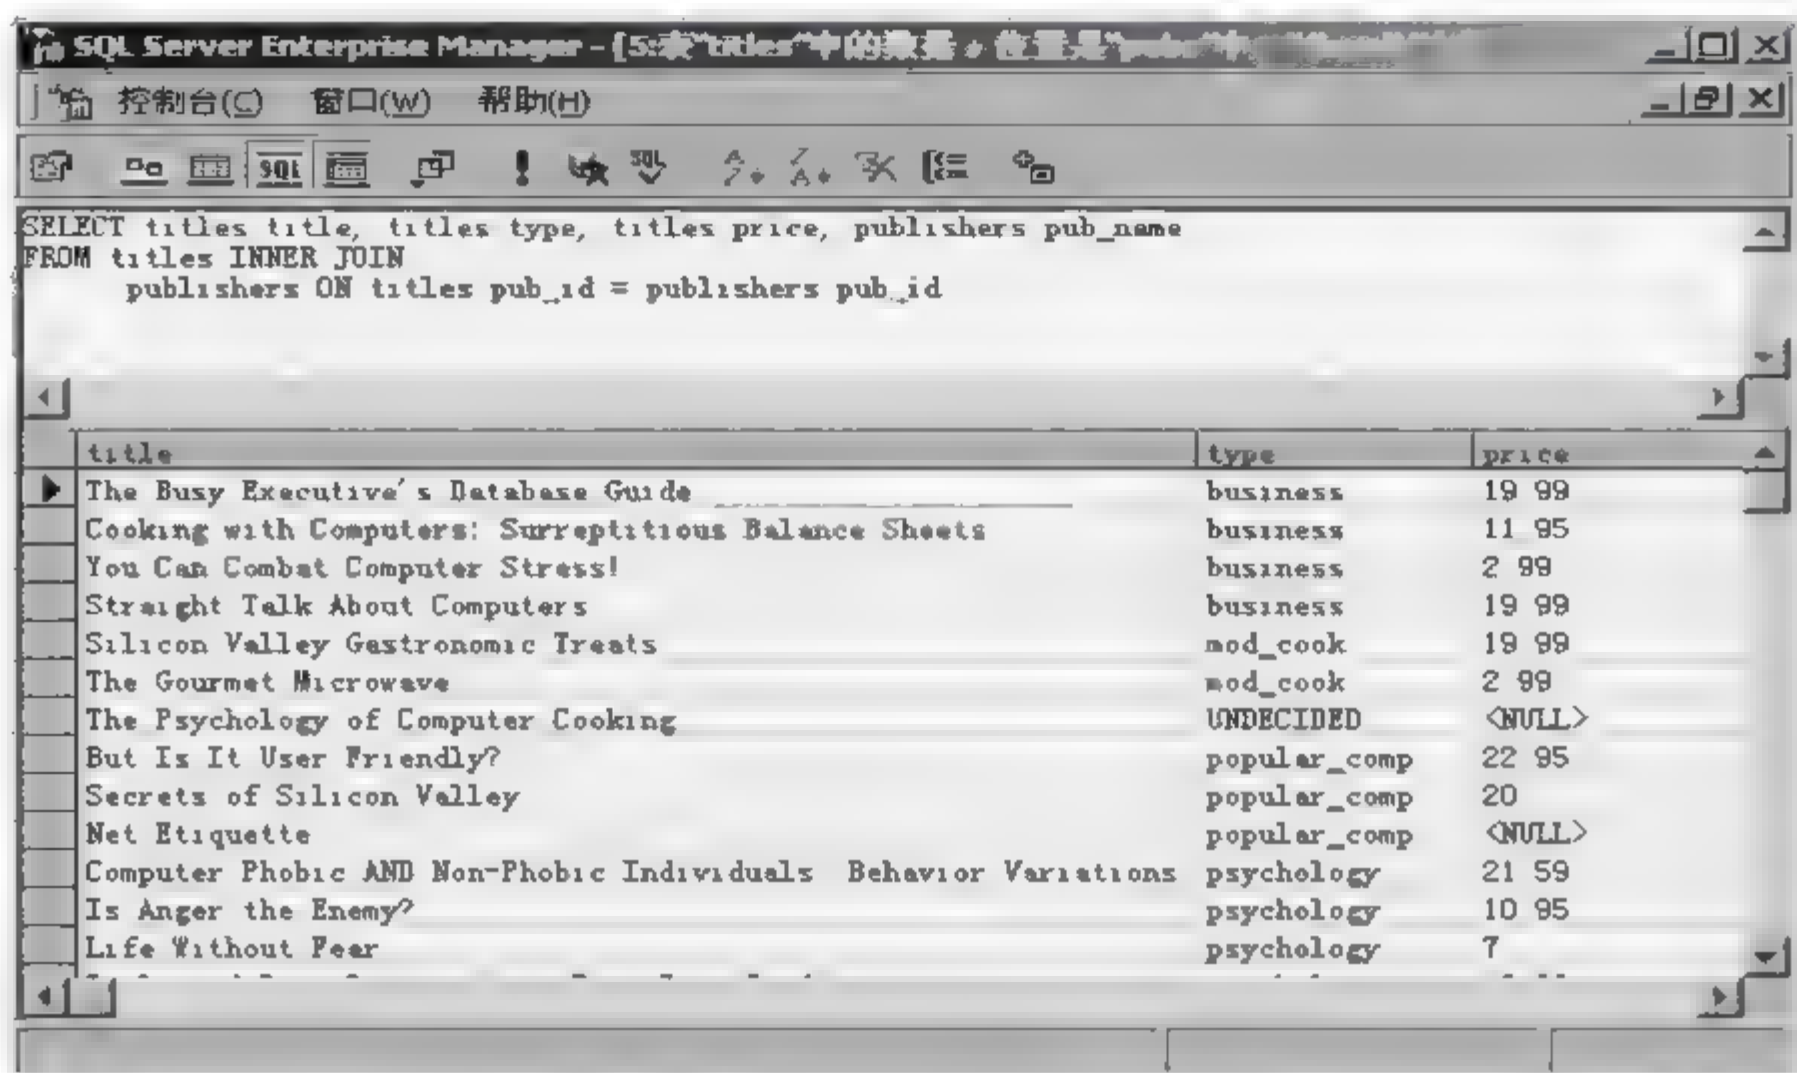 SQL Server Enterprise Manager - [5:表"titles"中的数据，位置是"pubs"中
控制台(C) 窗口(W) 帮助(H)
SQL SQL
SELECT titles title, titles type, titles price, publishers pub_name
FROM titles INNER JOIN
publishers ON titles pub_id = publishers pub_id
title type price
The Busy Executive's Database Guide business 19 99
Cooking with Computers: Surreptitious Balance Sheets business 11 95
You Can Combat Computer Stress! business 2 99
Straight Talk About Computers business 19 99
Silicon Valley Gastronomic Treats mod_cook 19 99
The Gourmet Microwave mod_cook 2 99
The Psychology of Computer Cooking UNDECIDED <NULL>
But Is It User Friendly? popular_comp 22 95
Secrets of Silicon Valley popular_comp 20
Net Etiquette popular_comp <NULL>
Computer Phobic AND Non-Phobic Individuals Behavior Variations psychology 21 59
Is Anger the Enemy? psychology 10 95
Life Without Fear psychology 7